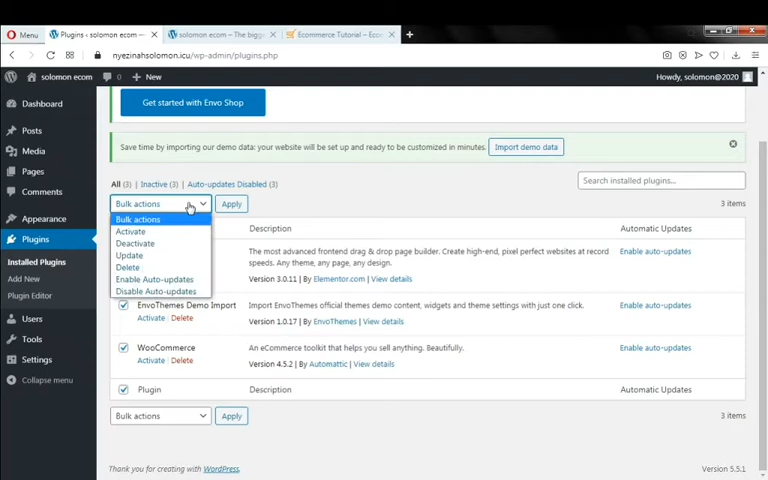 Menu
Plugins ‹ solomon ecom — W
solomon ecom – The bigge
Ecommerce Tutorial – Ecom
nyezinahsolomon.icu/wp-admin/plugins.php
solomon ecom
0
New
Howdy, solomon@2020
Dashboard
Posts
Media
Pages
Comments
Appearance
Plugins
Installed Plugins
Add New
Plugin Editor
Users
Tools
Settings
Collapse menu
Get started with Envo Shop
Save time by importing our demo data: your website will be set up and ready to be customized in minutes.
Import demo data
All (3) | Inactive (3) | Auto-updates Disabled (3)
Search installed plugins...
Bulk actions
Apply
3 items
Bulk actions
Activate
Deactivate
Update
Delete
Enable Auto-updates
Disable Auto-updates
Description
Automatic Updates
The most advanced frontend drag & drop page builder. Create high-end, pixel perfect websites at record
speeds. Any theme, any page, any design.
Version 3.0.11 | By Elementor.com | View details
Enable auto-updates
EnvoThemes Demo Import
Activate | Delete
Import EnvoThemes official themes demo content, widgets and theme settings with just one click.
Version 1.0.17 | By EnvoThemes | View details
Enable auto-updates
WooCommerce
Activate | Delete
An eCommerce toolkit that helps you sell anything. Beautifully.
Version 4.5.2 | By Automattic | View details
Enable auto-updates
Plugin
Description
Automatic Updates
Bulk actions
Apply
3 items
Thank you for creating with WordPress.
Version 5.5.1